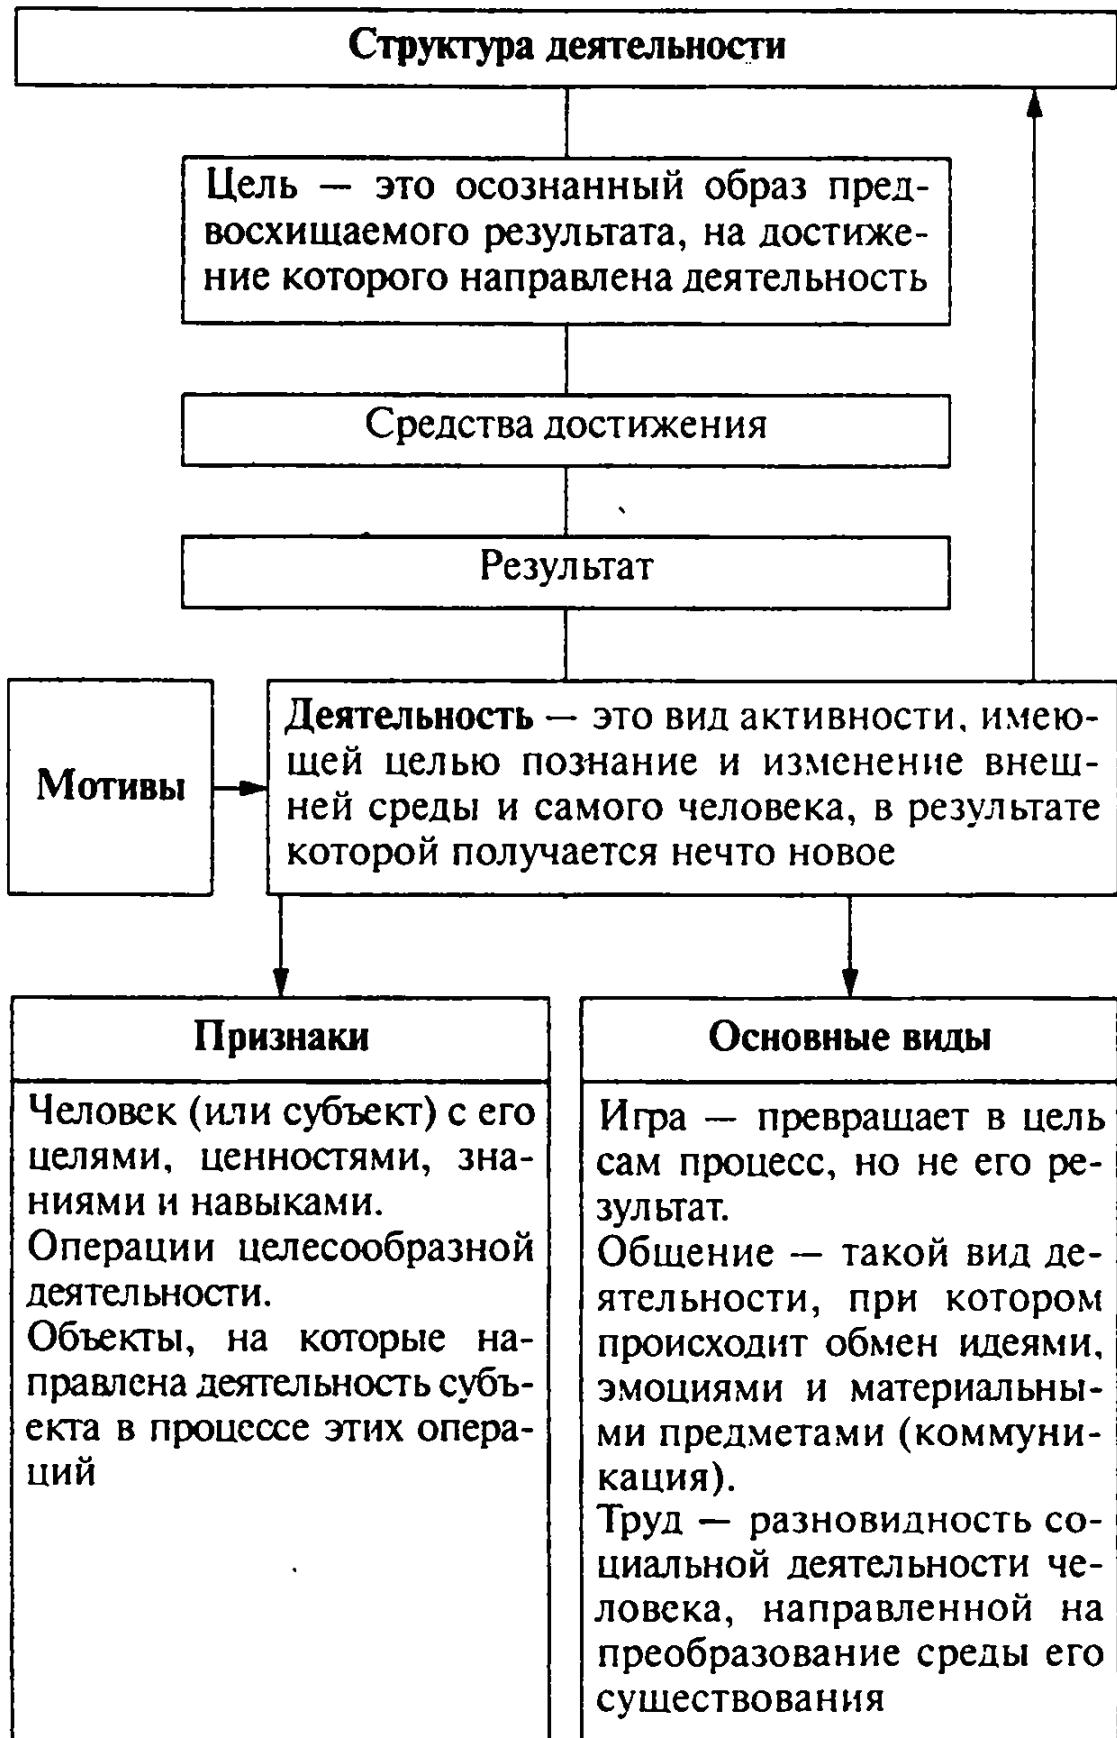 Структура деятельности
Цель — это осознанный образ пред-
восхищаемого результата, на достиже-
ние которого направлена деятельность
Средства достижения
Результат
Мотивы
Деятельность — это вид активности, имею-
щей целью познание и изменение внеш-
ней среды и самого человека, в результате
которой получается нечто новое
Признаки
Человек (или субъект) с его
целями, ценностями, зна-
ниями и навыками.
Операции целесообразной
деятельности.
Объекты, на которые на-
правлена деятельность субъ-
екта в процессе этих опера-
ций
Основные виды
Игра — превращает в цель
сам процесс, но не его ре-
зультат.
Общение — такой вид де-
ятельности, при котором
происходит обмен идеями,
эмоциями и материальны-
ми предметами (коммуни-
кация).
Труд — разновидность со-
циальной деятельности че-
ловека, направленной на
преобразование среды его
существования